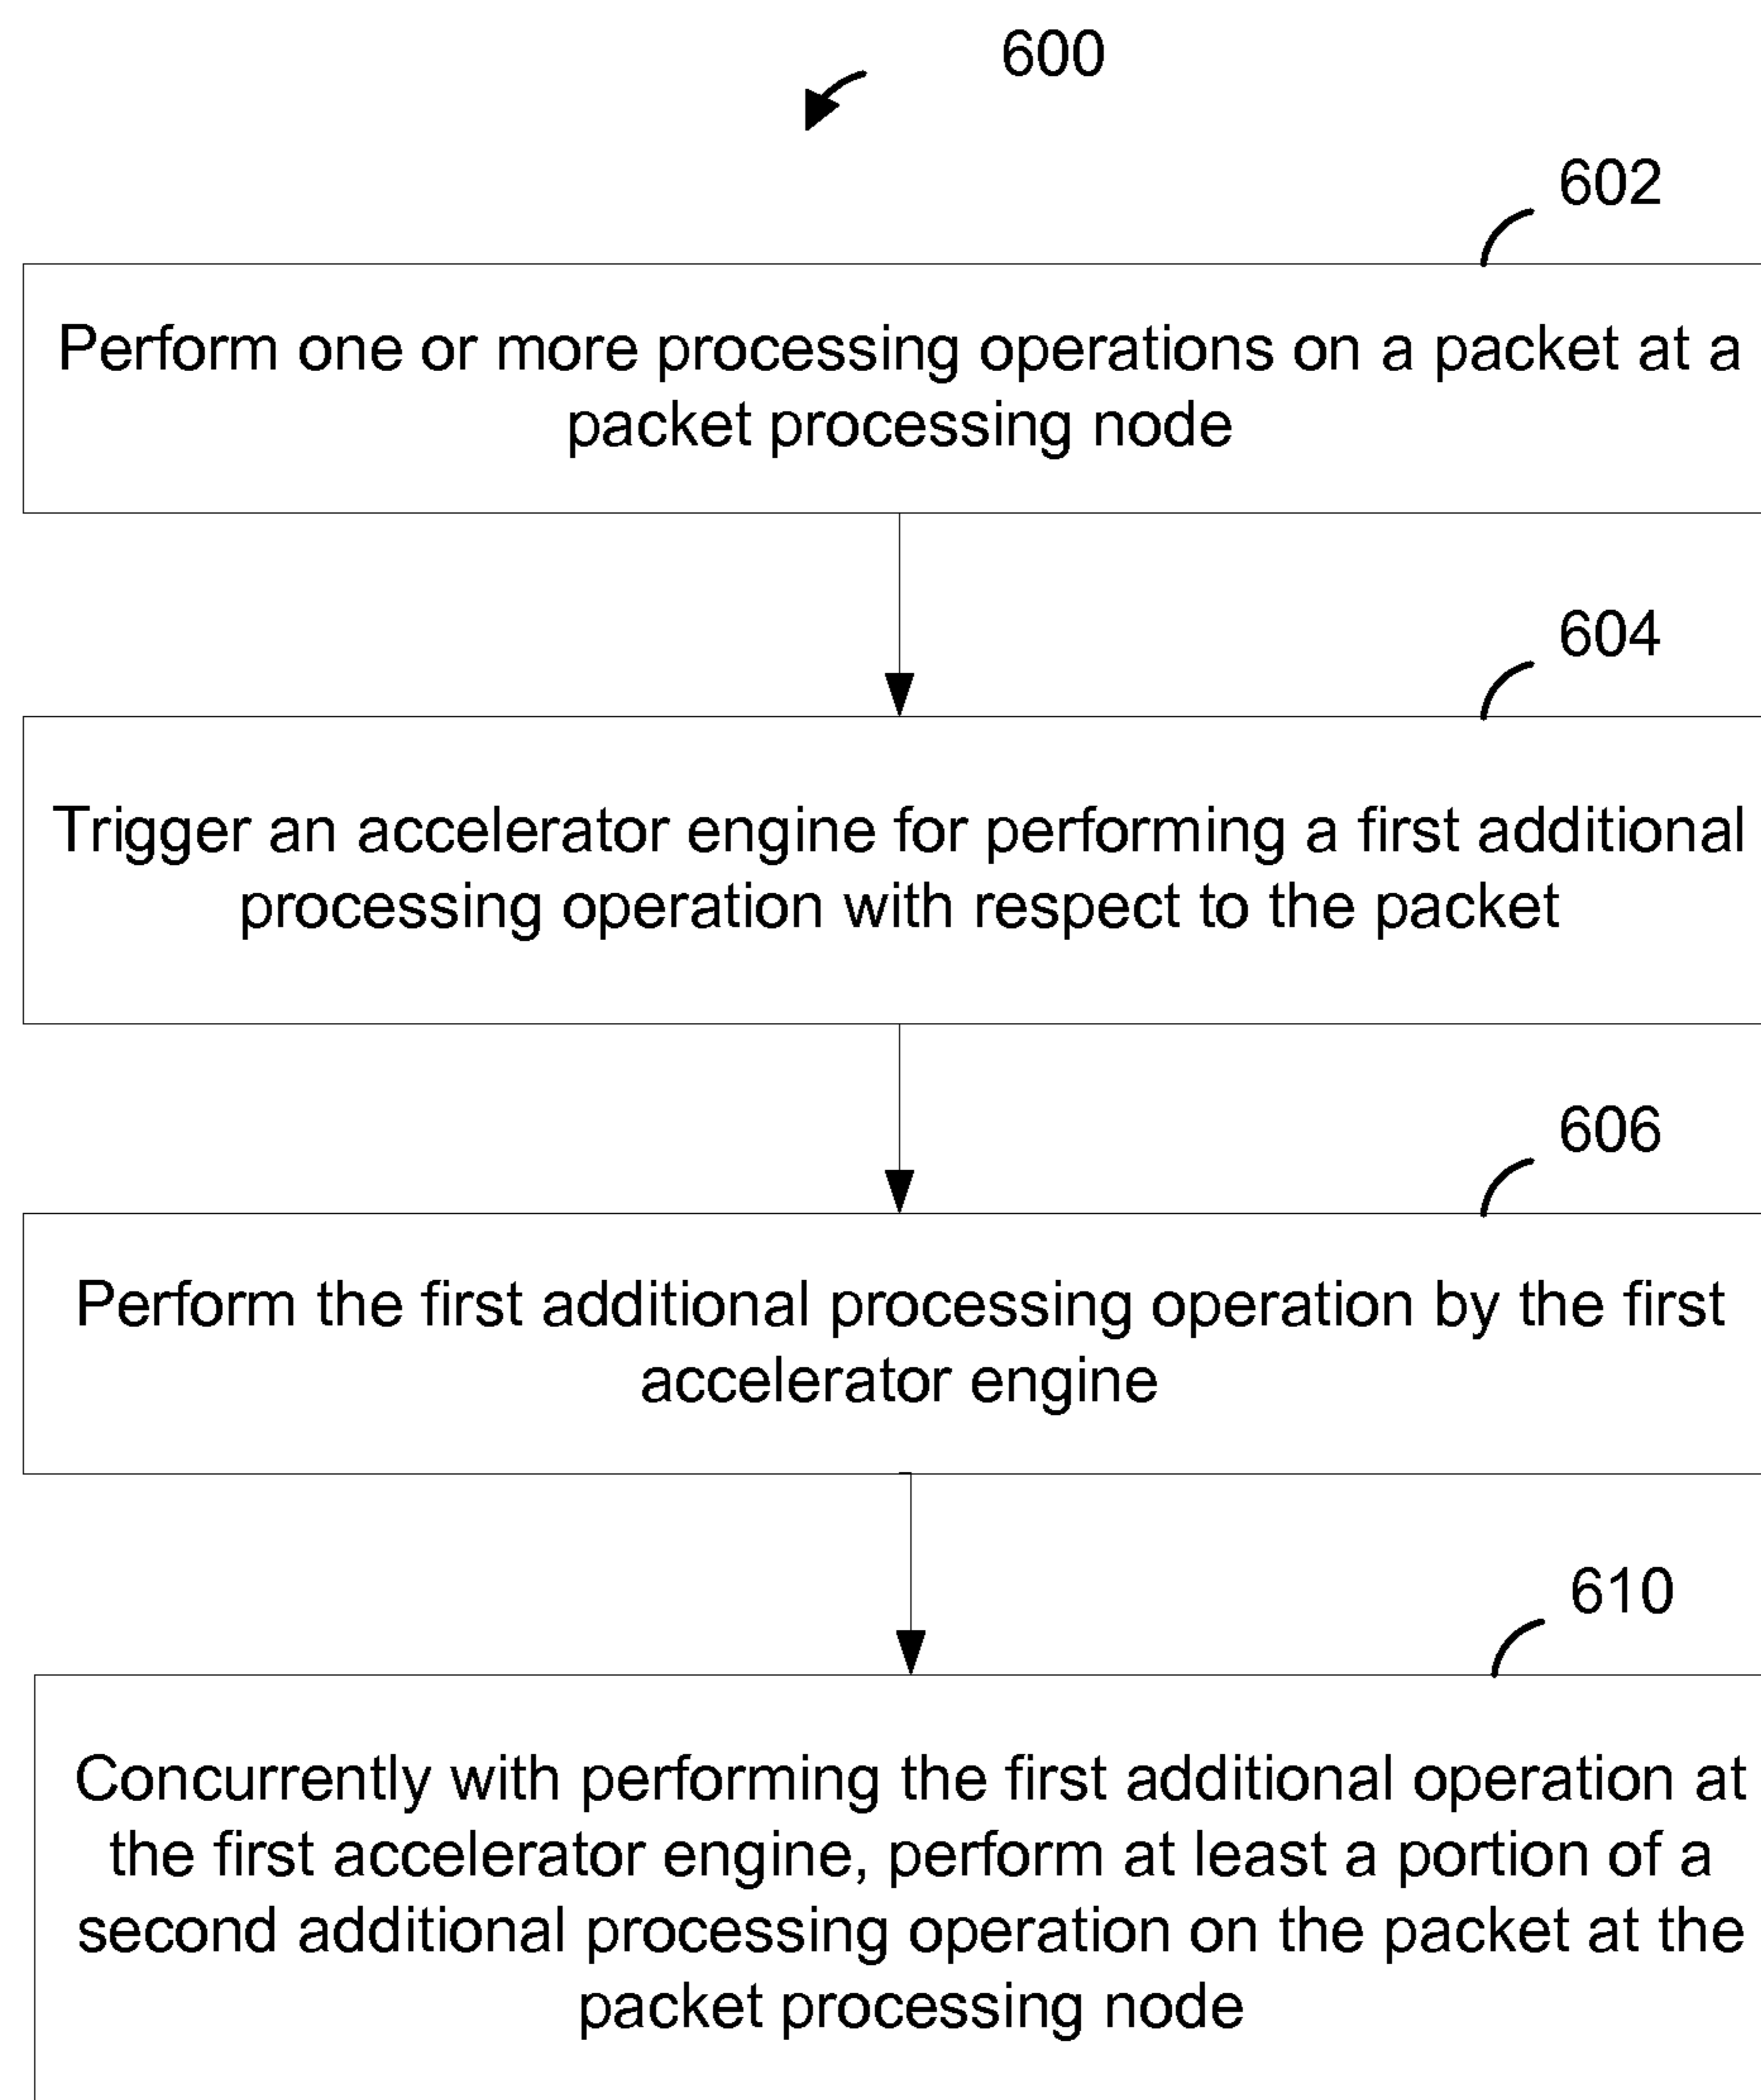 600
602
Perform one or more processing operations on a packet at a
packet processing node
604
Trigger an accelerator engine for performing a first additional
processing operation with respect to the packet
606
Perform the first additional processing operation by the first
accelerator engine
610
Concurrently with performing the first additional operation at
the first accelerator engine, perform at least a portion of a
second additional processing operation on the packet at the
packet processing node